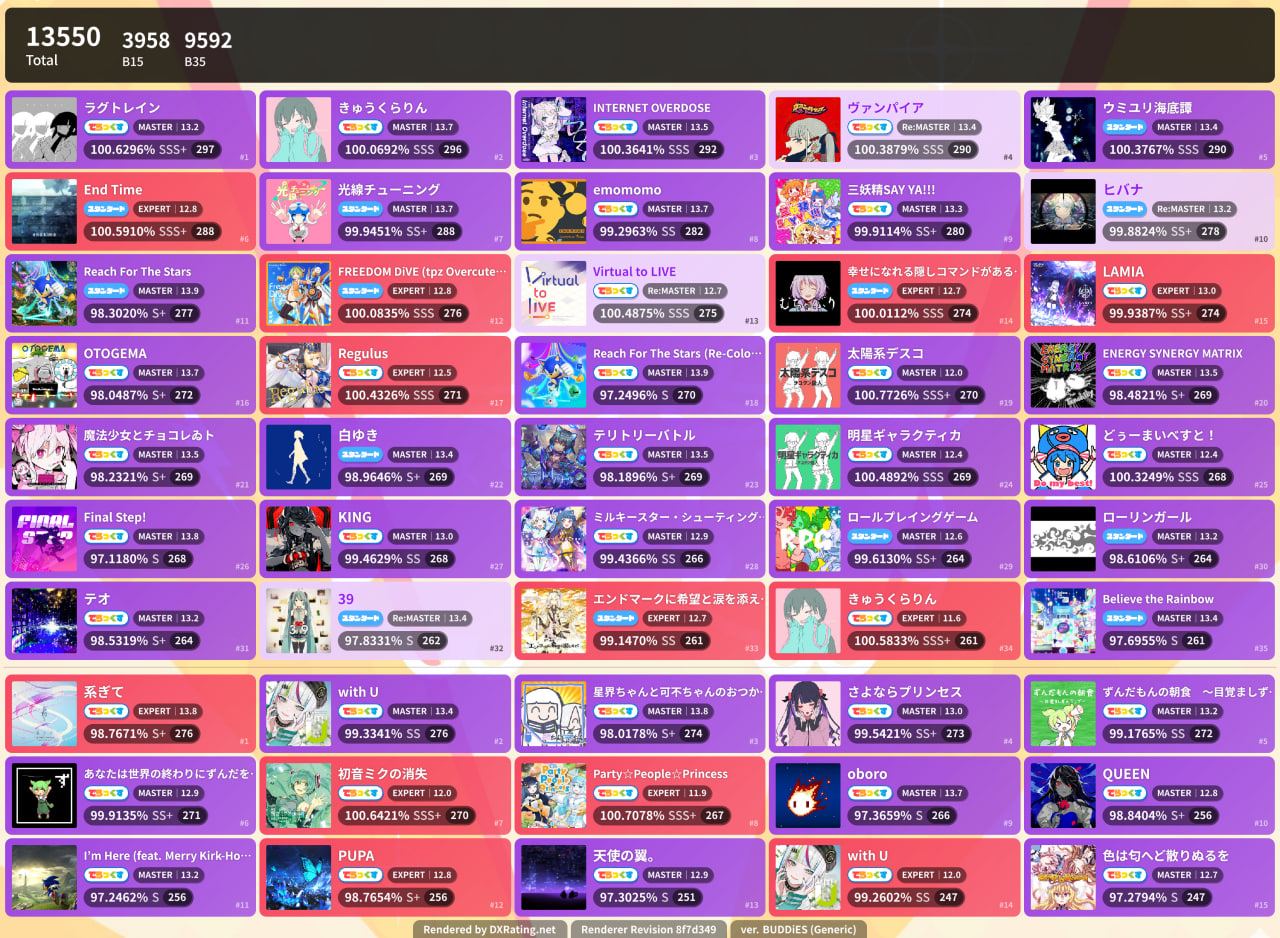 13550 3958 9592
Total B15 B35
ラグトレイン
でらっくす MASTER 13.2
100.6296% SSS+ 297
#1
きゅうくらりん
でらっくす MASTER 13.7
100.0692% SSS 296
#2
INTERNET OVERDOSE
でらっくす MASTER 13.5
100.3641% SSS 292
#3
ヴァンパイア
でらっくす Re:MASTER 13.4
100.3879% SSS 290
#4
ウミユリ海底譚
スタンダード MASTER 13.4
100.3767% SSS 290
#5
End Time
スタンダード EXPERT 12.8
100.5910% SSS+ 288
#6
光線チューニング
スタンダード MASTER 13.7
99.9451% SS+ 288
#7
emomomo
でらっくす MASTER 13.7
99.2963% SS 282
#8
三妖精SAY YA!!!
でらっくす MASTER 13.3
99.9114% SS+ 280
#9
ヒバナ
スタンダード Re:MASTER 13.2
99.8824% SS+ 278
#10
Reach For The Stars
スタンダード MASTER 13.9
98.3020% S+ 277
#11
FREEDOM DiVE (tpz Overcute…
スタンダード EXPERT 12.8
100.0835% SSS 276
#12
Virtual to LIVE
でらっくす Re:MASTER 12.7
100.4875% SSS 275
#13
幸せになれる隠しコマンドがある…
スタンダード EXPERT 12.7
100.0112% SSS 274
#14
LAMIA
でらっくす EXPERT 13.0
99.9387% SS+ 274
#15
OTOGEMA
でらっくす MASTER 13.7
98.0487% S+ 272
#16
Regulus
でらっくす EXPERT 12.5
100.4326% SSS 271
#17
Reach For The Stars (Re-Colo…
でらっくす MASTER 13.9
97.2496% S 270
#18
太陽系デスコ
でらっくす MASTER 12.0
100.7726% SSS+ 270
#19
ENERGY SYNERGY MATRIX
でらっくす MASTER 13.5
98.4821% S+ 269
#20
魔法少女とチョコレゐト
でらっくす MASTER 13.5
98.2321% S+ 269
#21
白ゆき
スタンダード MASTER 13.4
98.9646% S+ 269
#22
テリトリーバトル
でらっくす MASTER 13.5
98.1896% S+ 269
#23
明星ギャラクティカ
でらっくす MASTER 12.4
100.4892% SSS 269
#24
どぅーまいべすと！
でらっくす MASTER 12.4
100.3249% SSS 268
#25
Final Step!
でらっくす MASTER 13.8
97.1180% S 268
#26
KING
でらっくす MASTER 13.0
99.4629% SS 268
#27
ミルキースター・シューティング…
でらっくす MASTER 12.9
99.4366% SS 266
#28
ロールプレイングゲーム
スタンダード MASTER 12.6
99.6130% SS+ 264
#29
ローリンガール
スタンダード MASTER 13.2
98.6106% S+ 264
#30
テオ
でらっくす MASTER 13.2
98.5319% S+ 264
#31
39
スタンダード Re:MASTER 13.4
97.8331% S 262
#32
エンドマークに希望と涙を添え…
スタンダード EXPERT 12.7
99.1470% SS 261
#33
きゅうくらりん
でらっくす EXPERT 11.6
100.5833% SSS+ 261
#34
Believe the Rainbow
スタンダード MASTER 13.4
97.6955% S 261
#35
系ぎて
でらっくす EXPERT 13.8
98.7671% S+ 276
#1
with U
でらっくす MASTER 13.4
99.3341% SS 276
#2
星界ちゃんと可不ちゃんのおつか…
でらっくす MASTER 13.8
98.0178% S+ 274
#3
さよならプリンセス
でらっくす MASTER 13.0
99.5421% SS+ 273
#4
ずんだもんの朝食　〜目覚ましず…
でらっくす MASTER 13.2
99.1765% SS 272
#5
あなたは世界の終わりにずんだを…
でらっくす MASTER 12.9
99.9135% SS+ 271
#6
初音ミクの消失
でらっくす EXPERT 12.0
100.6421% SSS+ 270
#7
Party☆People☆Princess
でらっくす EXPERT 11.9
100.7078% SSS+ 267
#8
oboro
でらっくす MASTER 13.7
97.3659% S 266
#9
QUEEN
でらっくす MASTER 12.8
98.8404% S+ 256
#10
I'm Here (feat. Merry Kirk-Ho…
でらっくす MASTER 13.2
97.2462% S 256
#11
PUPA
でらっくす EXPERT 12.8
98.7654% S+ 256
#12
天使の翼。
でらっくす MASTER 12.9
97.3025% S 251
#13
with U
でらっくす EXPERT 12.0
99.2602% SS 247
#14
色は匂へど散りぬるを
でらっくす MASTER 12.7
97.2794% S 247
#15
Rendered by DXRating.net Renderer Revision 8f7d349 ver. BUDDiES (Generic)